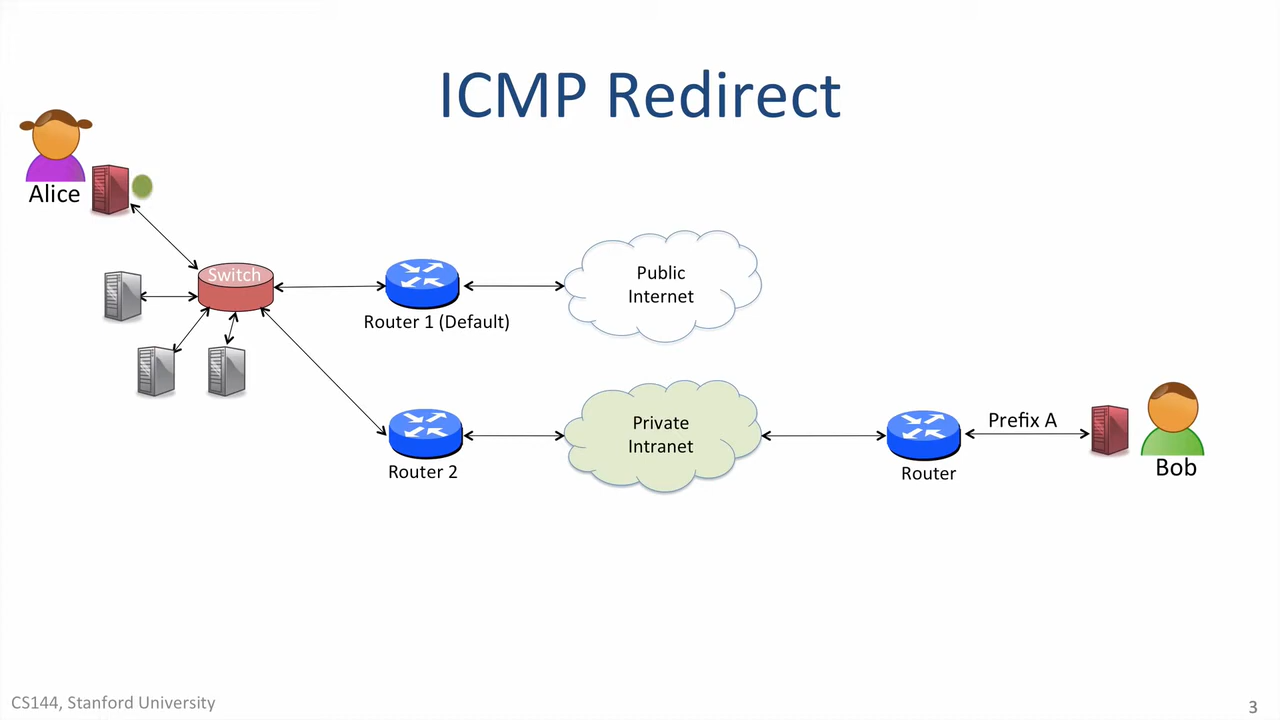 ICMP Redirect
Alice
Switch
Public
Internet
Router 1 (Default)
Private
Intranet
Prefix A
Router 2
Router
Bob
CS144, Stanford University
3